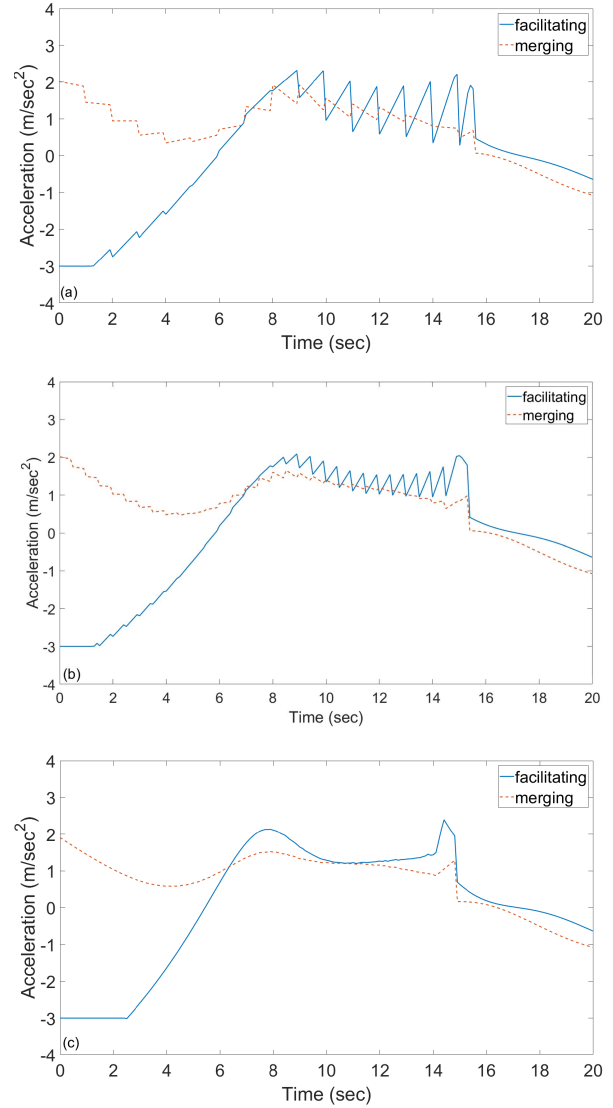 4
3
2
1
0
-1
-2
-3
-4
Acceleration (m/sec²)
facilitating
merging
(a)
0 2 4 6 8 10 12 14 16 18 20
Time (sec)
4
3
2
1
0
-1
-2
-3
-4
Acceleration (m/sec²)
facilitating
merging
(b)
0 2 4 6 8 10 12 14 16 18 20
Time (sec)
4
3
2
1
0
-1
-2
-3
-4
Acceleration (m/sec²)
facilitating
merging
(c)
0 2 4 6 8 10 12 14 16 18 20
Time (sec)